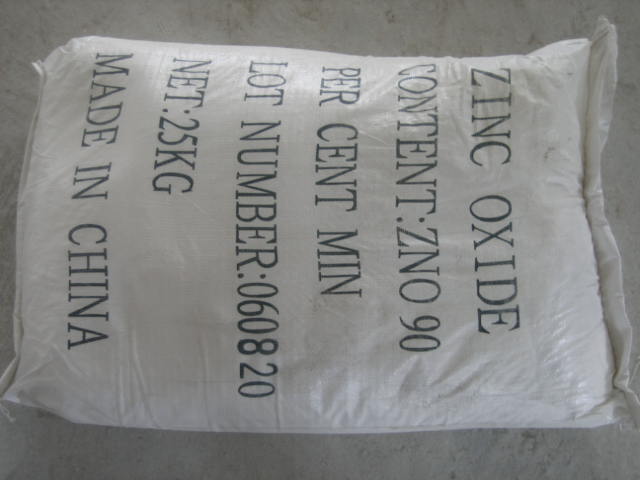 ZINC OXIDE
CONTENT:ZNO 90
PER CENT MIN
LOT NUMBER:060820
NET:25KG
MADE IN CHINA